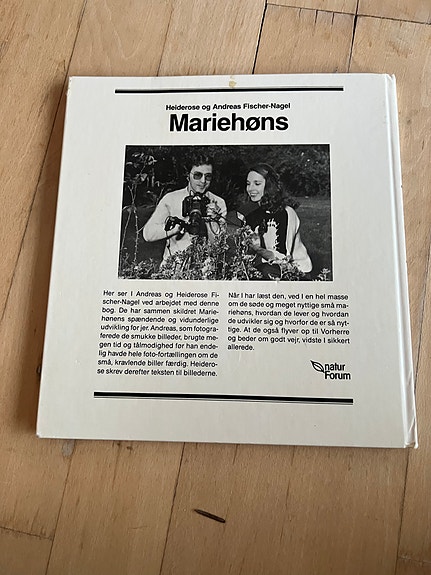 Heiderose og Andreas Fischer-Nagel
Mariehøns
Her ser I Andreas og Heiderose Fi-
scher-Nagel ved arbejdet med denne
bog. De har sammen skildret Marie-
hønens spændende og vidunderlige
udvikling for jer. Andreas, som fotogra-
ferede de smukke billeder, brugte me-
gen tid og tålmodighed før han ende-
lig havde hele foto-fortællingen om de
små, kravlende biller færdig. Heidero-
se skrev derefter teksten til billederne.
Når I har læst den, ved I en hel masse
om de søde og meget nyttige små ma-
riehøns, hvordan de lever og hvordan
de udvikler sig og hvorfor de er så nyt-
tige. At de også flyver op til Vorherre
og beder om godt vejr, vidste I sikkert
allerede.
natur
Forum